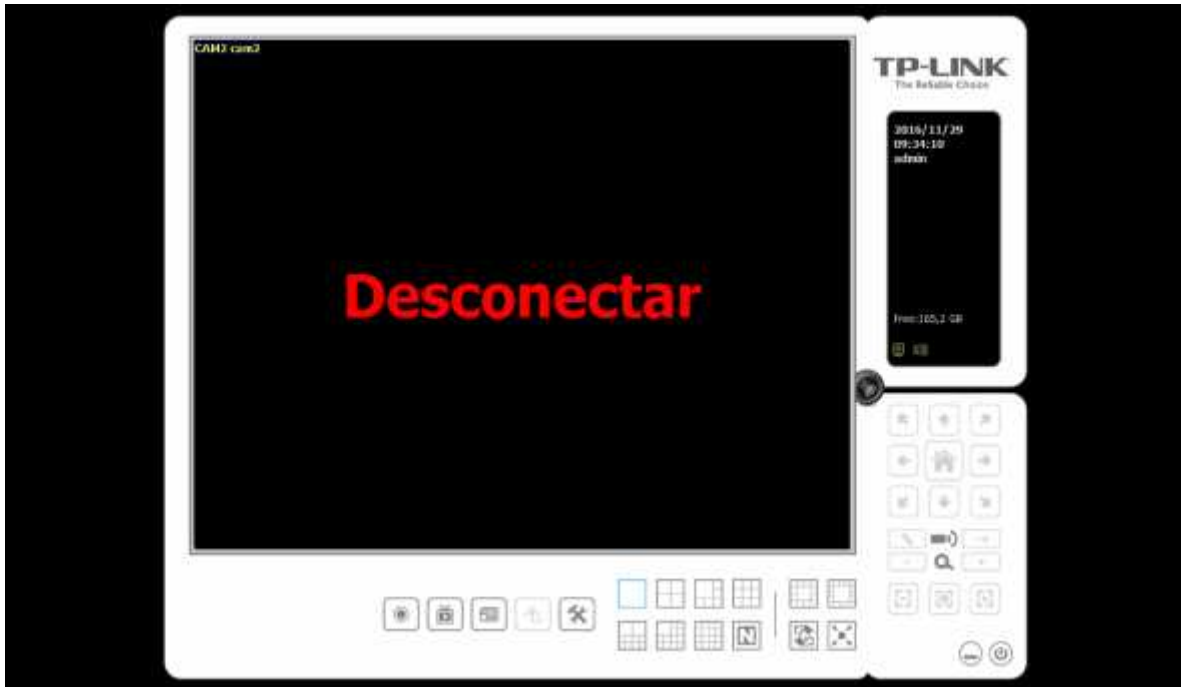 CAM2 cam2
Desconectar
TP-LINK
The Reliable Choice
2016/11/29
09:34:10
admin
Free:165,2 GB